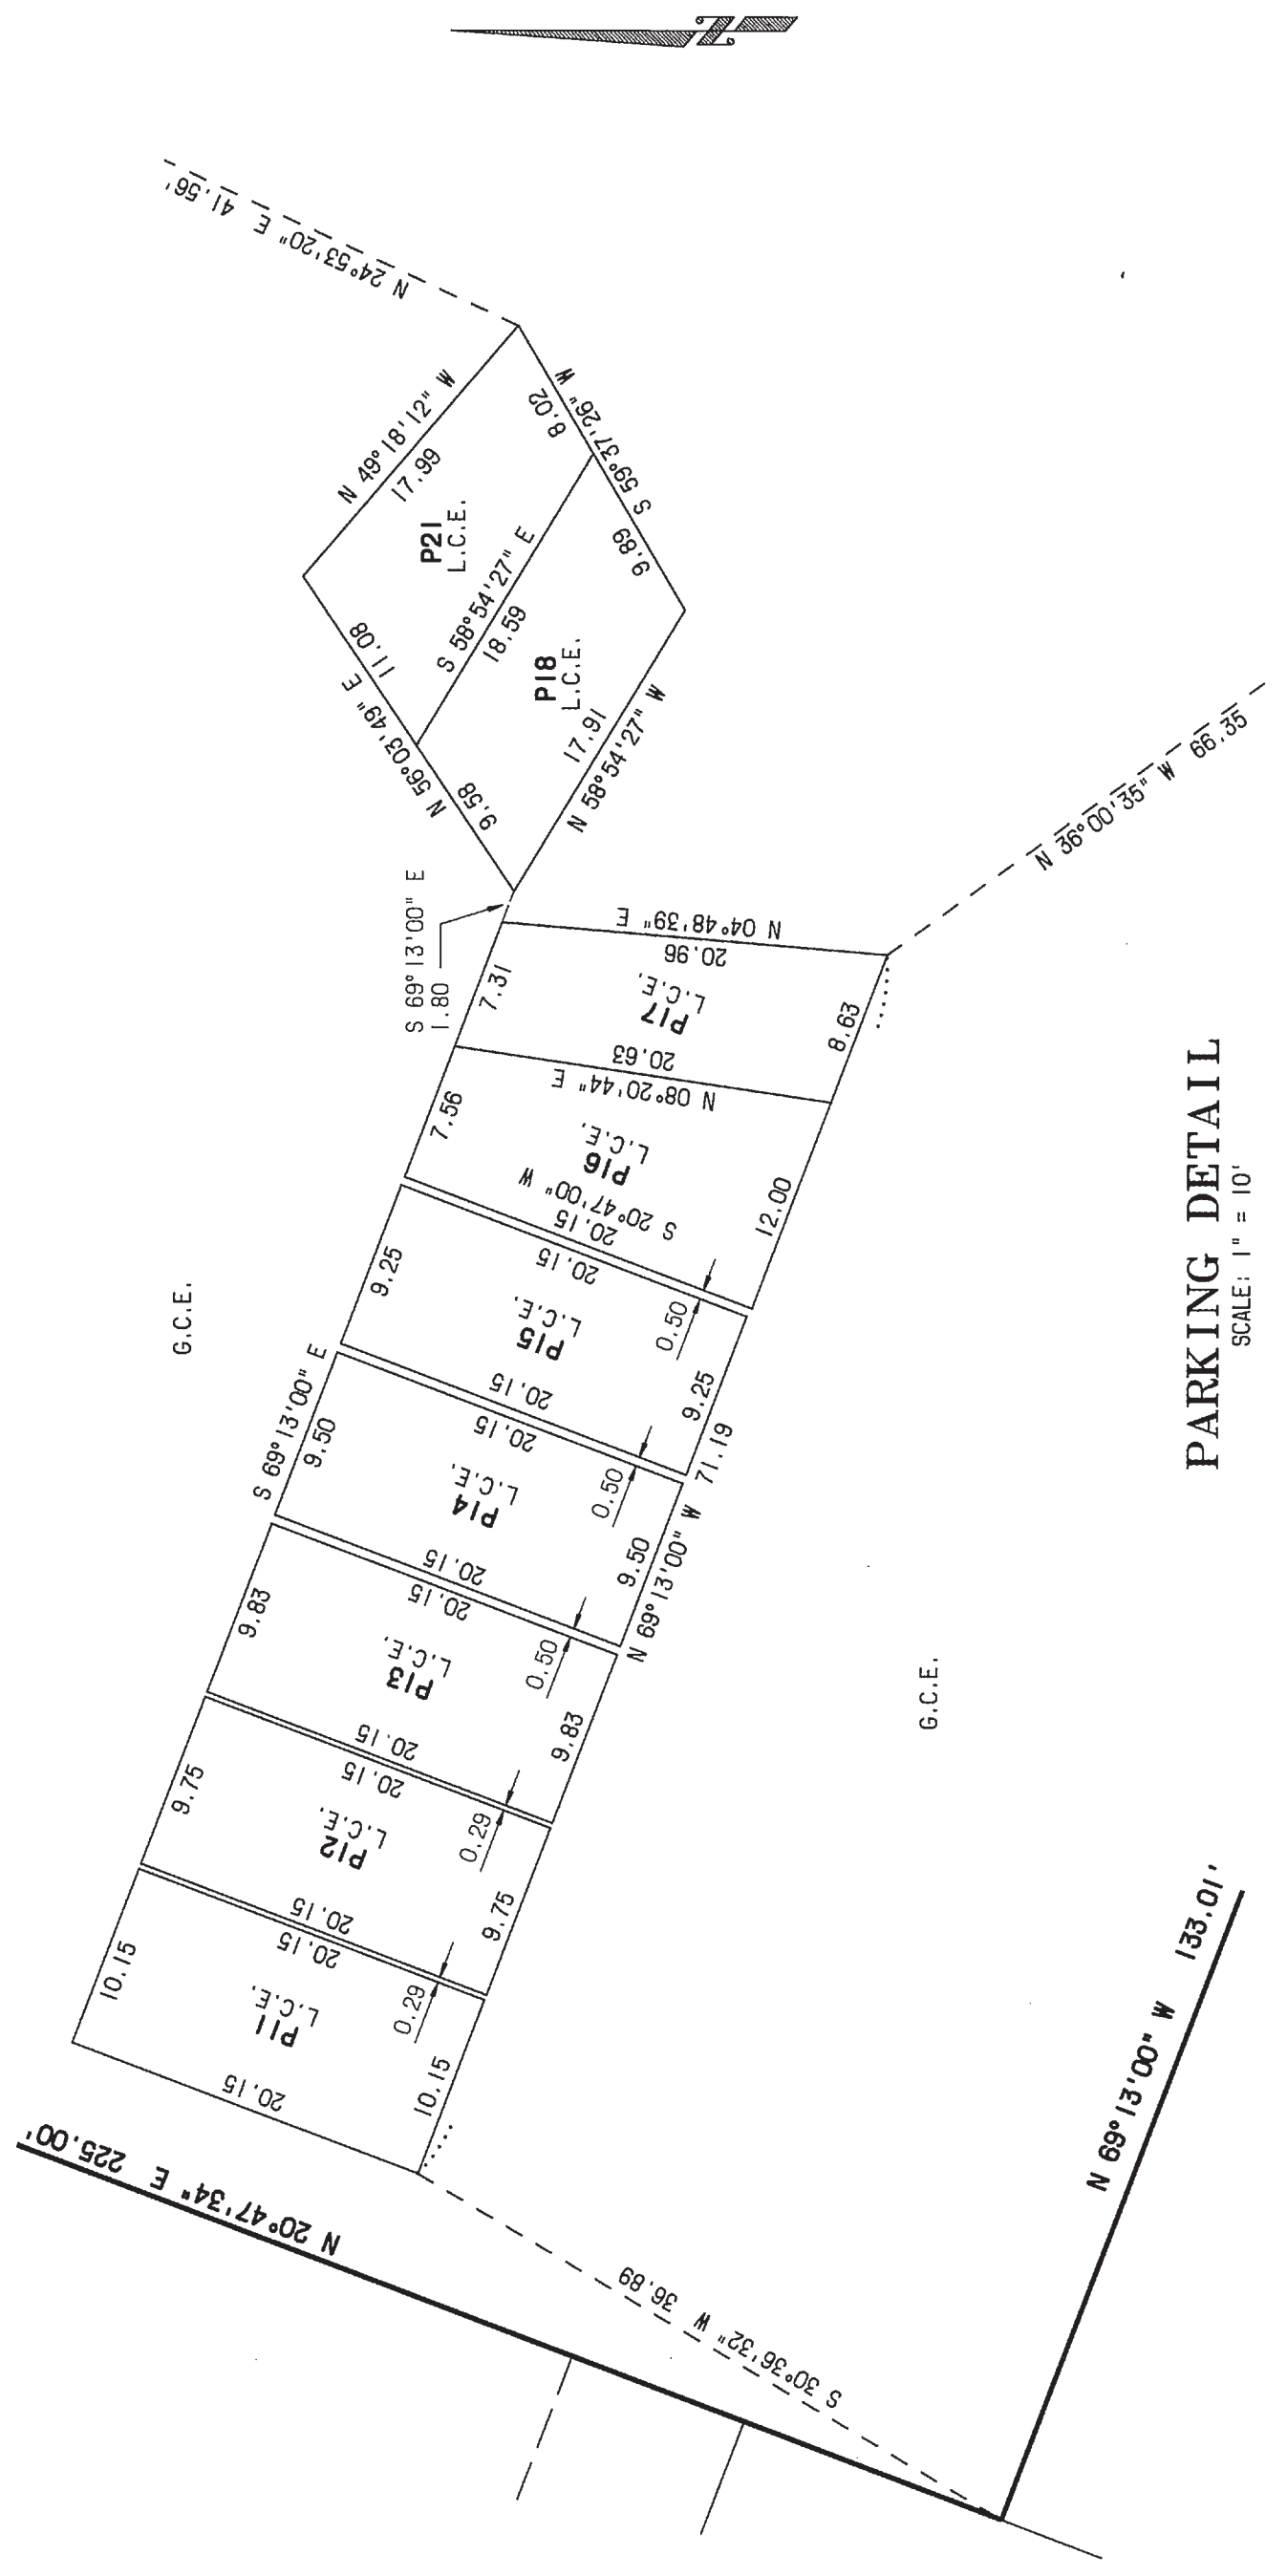 N
N 24°53'20" E 41.56'
N 49°18'12" W
17.99
8.02
S 59°37'26" W
9.89
P21
L.C.E.
11.08
N 56°03'49" E
9.58
S 58°54'27" E
18.59
P18
L.C.E.
17.91
N 58°54'27" W
S 69°13'00" E
1.80
N 36°00'35" W 66.35
N 04°48'39" E
20.96
7.31
P17
L.C.E.
8.63
20.63
N 08°20'44" E
7.56
P16
L.C.E.
12.00
S 20°47'00" W
20.15
20.15
9.25
P15
L.C.E.
0.50
9.25
20.15
S 69°13'00" E
20.15
9.50
P14
L.C.E.
0.50
9.50
71.19
N 69°13'00" W
20.15
20.15
9.83
P13
L.C.E.
0.50
9.83
20.15
20.15
9.75
P12
L.C.E.
0.29
9.75
20.15
20.15
10.15
P11
L.C.E.
0.29
10.15
20.15
G.C.E.
G.C.E.
N 20°47'34" E 225.00'
S 30°36'32" W 36.89
N 69°13'00" W 133.01'
PARKING DETAIL
SCALE: 1" = 10'